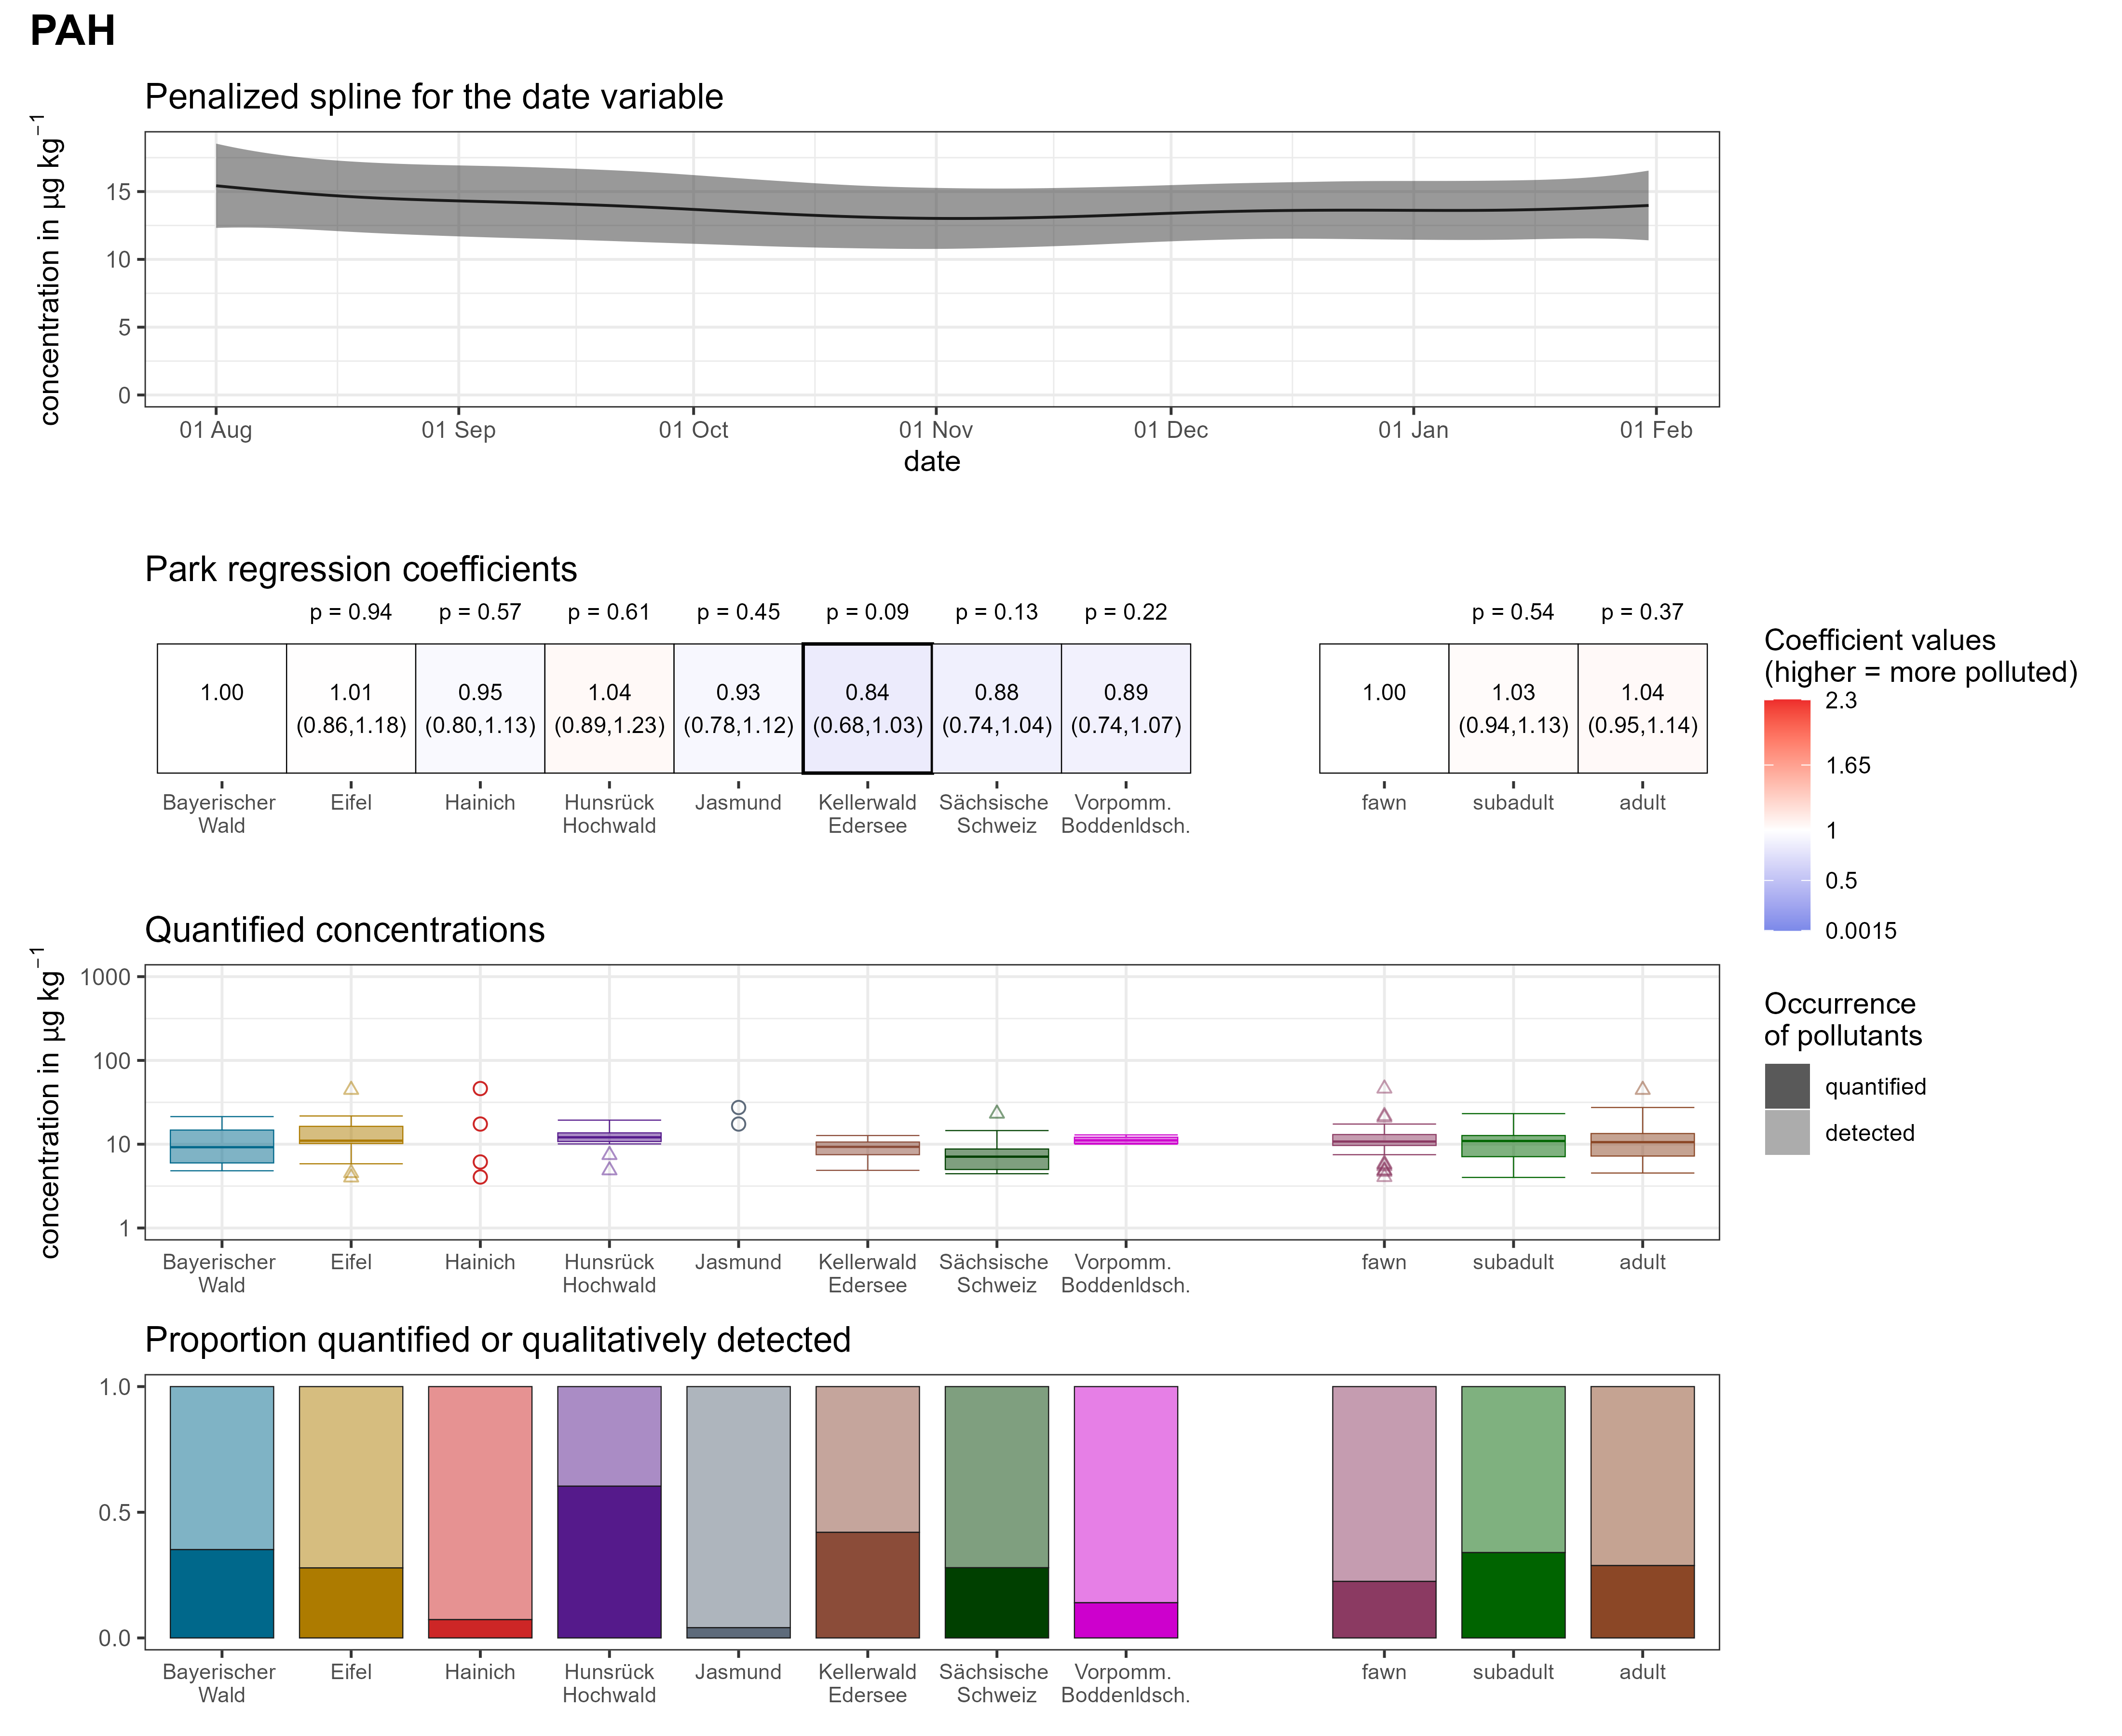 PAH
Penalized spline for the date variable
concentration in µg kg⁻¹
15
10
5
0
01 Aug 01 Sep 01 Oct 01 Nov 01 Dec 01 Jan 01 Feb
date
Park regression coefficients
p = 0.94 p = 0.57 p = 0.61 p = 0.45 p = 0.09 p = 0.13 p = 0.22 p = 0.54 p = 0.37
1.00 1.01 0.95 1.04 0.93 0.84 0.88 0.89 1.00 1.03 1.04
(0.86,1.18) (0.80,1.13) (0.89,1.23) (0.78,1.12) (0.68,1.03) (0.74,1.04) (0.74,1.07) (0.94,1.13) (0.95,1.14)
Bayerischer Eifel Hainich Hunsrück Jasmund Kellerwald Sächsische Vorpomm. fawn subadult adult
Wald Hochwald Edersee Schweiz Boddenldsch.
Coefficient values
(higher = more polluted)
2.3
1.65
1
0.5
0.0015
Quantified concentrations
concentration in µg kg⁻¹
1000
100
10
1
Bayerischer Eifel Hainich Hunsrück Jasmund Kellerwald Sächsische Vorpomm. fawn subadult adult
Wald Hochwald Edersee Schweiz Boddenldsch.
Occurrence
of pollutants
quantified
detected
Proportion quantified or qualitatively detected
1.0
0.5
0.0
Bayerischer Eifel Hainich Hunsrück Jasmund Kellerwald Sächsische Vorpomm. fawn subadult adult
Wald Hochwald Edersee Schweiz Boddenldsch.